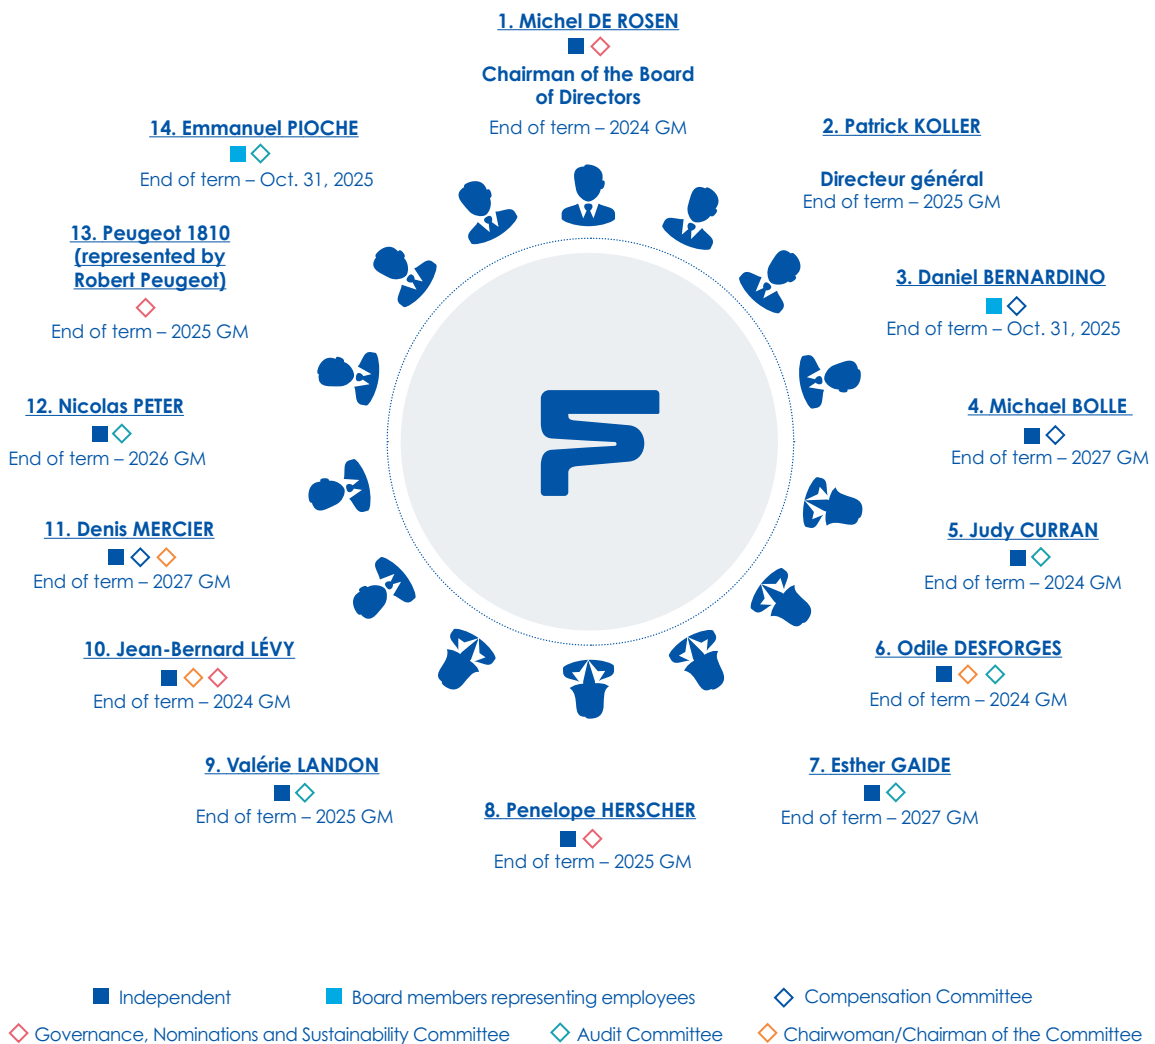 1. Michel DE ROSEN
Chairman of the Board
of Directors
End of term – 2024 GM
2. Patrick KOLLER
Directeur général
End of term – 2025 GM
3. Daniel BERNARDINO
End of term – Oct. 31, 2025
4. Michael BOLLE
End of term – 2027 GM
5. Judy CURRAN
End of term – 2024 GM
6. Odile DESFORGES
End of term – 2024 GM
7. Esther GAIDE
End of term – 2027 GM
8. Penelope HERSCHER
End of term – 2025 GM
9. Valérie LANDON
End of term – 2025 GM
10. Jean-Bernard LÉVY
End of term – 2024 GM
11. Denis MERCIER
End of term – 2027 GM
12. Nicolas PETER
End of term – 2026 GM
13. Peugeot 1810
(represented by
Robert Peugeot)
End of term – 2025 GM
14. Emmanuel PIOCHE
End of term – Oct. 31, 2025
Independent
Board members representing employees
Compensation Committee
Governance, Nominations and Sustainability Committee
Audit Committee
Chairwoman/Chairman of the Committee